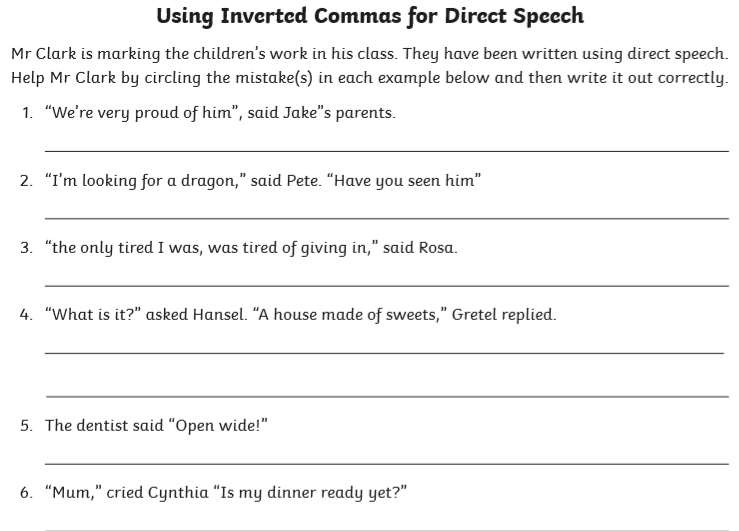 Using Inverted Commas for Direct Speech
Mr Clark is marking the children’s work in his class. They have been written using direct speech.
Help Mr Clark by circling the mistake(s) in each example below and then write it out correctly.
1. “We’re very proud of him”, said Jake”s parents.
2. “I’m looking for a dragon,” said Pete. “Have you seen him”
3. “the only tired I was, was tired of giving in,” said Rosa.
4. “What is it?” asked Hansel. “A house made of sweets,” Gretel replied.
5. The dentist said “Open wide!”
6. “Mum,” cried Cynthia “Is my dinner ready yet?”